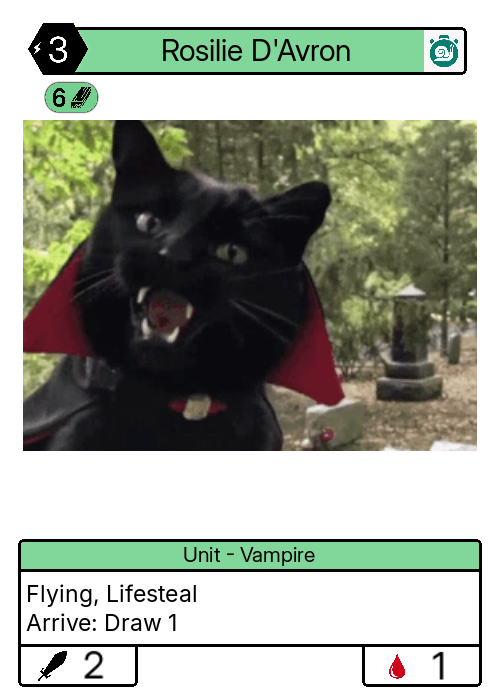 3 Rosilie D'Avron
6
Unit - Vampire
Flying, Lifesteal
Arrive: Draw 1
2 1